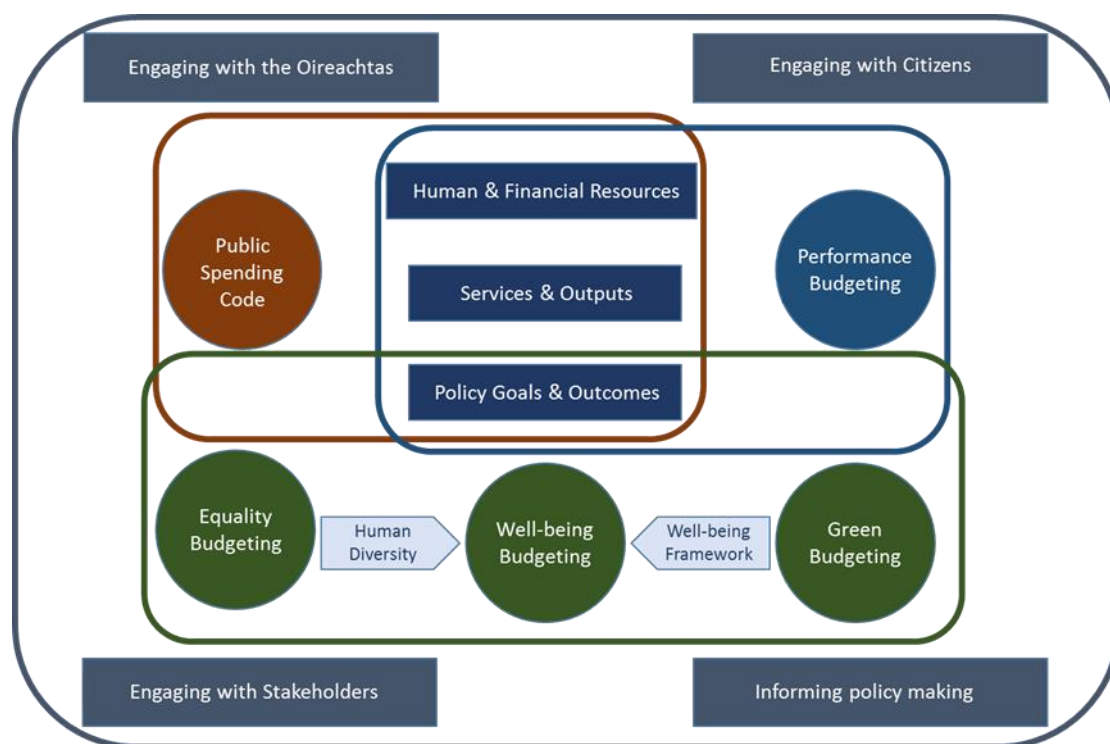 Engaging with the Oireachtas
Engaging with Citizens
Human & Financial Resources
Public
Spending
Code
Performance
Budgeting
Services & Outputs
Policy Goals & Outcomes
Equality
Budgeting
Human
Diversity
Well-being
Budgeting
Well-being
Framework
Green
Budgeting
Engaging with Stakeholders
Informing policy making